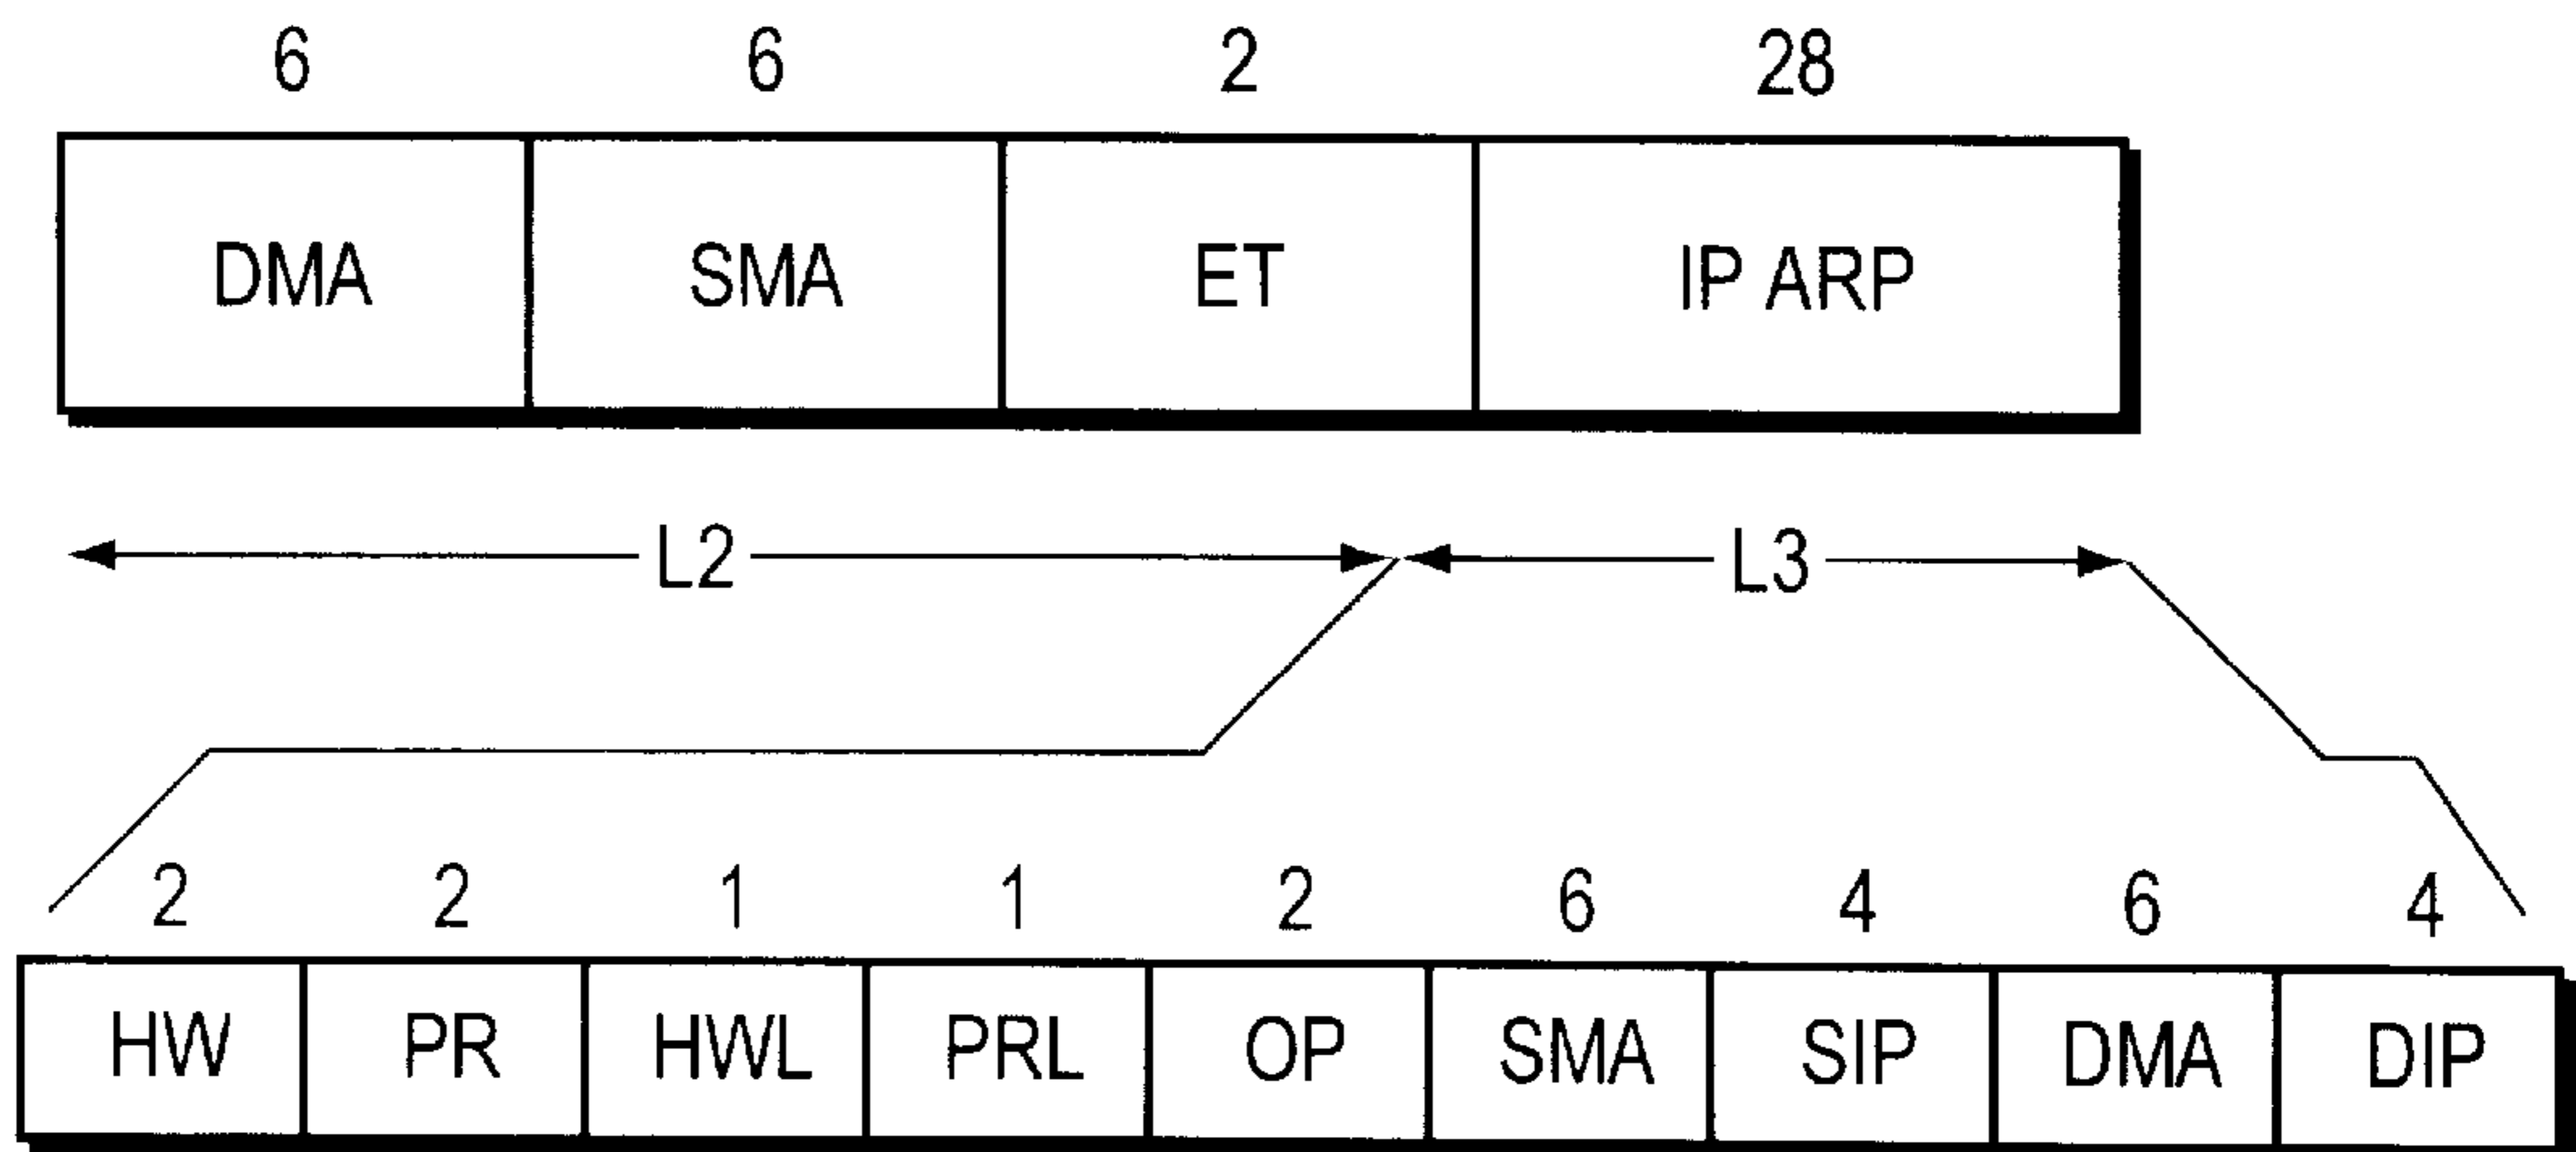 6 6 2 28
DMA SMA ET IP ARP
L2 L3
2 2 1 1 2 6 4 6 4
HW PR HWL PRL OP SMA SIP DMA DIP